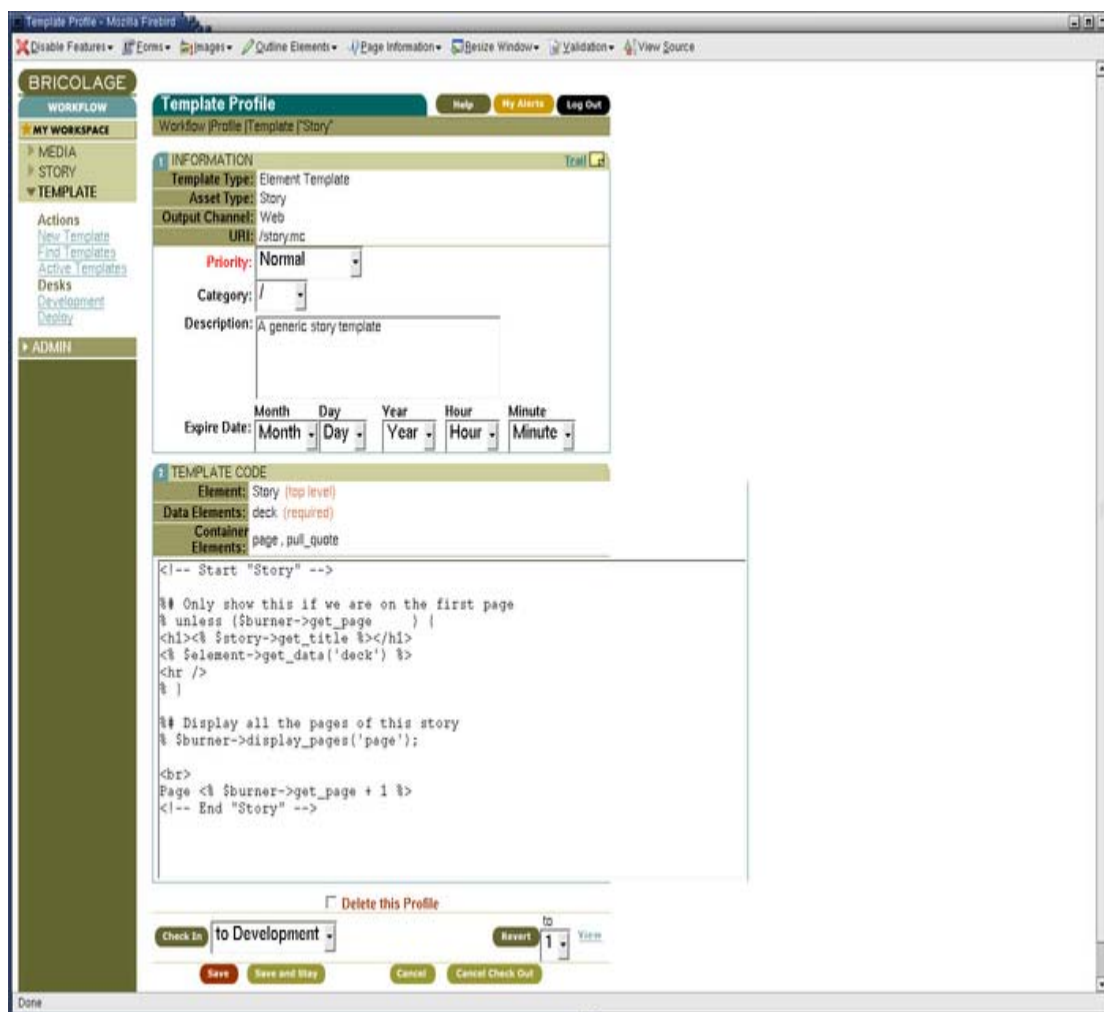 Template Profile - Mozilla Firebird
Disable Features Forms Images Outline Elements Page Information Resize Window Validation View Source
BRICOLAGE
WORKFLOW
MY WORKSPACE
MEDIA
STORY
TEMPLATE
Actions
New Template
Find Templates
Active Templates
Desks
Development
Deploy
ADMIN
Template Profile
Help My Alerts Log Out
Workflow |Profile |Template |"Story"
1 INFORMATION Trail
Template Type: Element Template
Asset Type: Story
Output Channel: Web
URI: /story.mc
Priority: Normal
Category: /
Description: A generic story template
Month Day Year Hour Minute
Expire Date: Month Day Year Hour Minute
2 TEMPLATE CODE
Element: Story (top level)
Data Elements: deck (required)
Container Elements: page , pull_quote
<!-- Start "Story" -->
%# Only show this if we are on the first page
% unless ($burner->get_page ) {
<h1><% $story->get_title %></h1>
<% $element->get_data('deck') %>
<hr />
% }
%# Display all the pages of this story
% $burner->display_pages('page');
<br>
Page <% $burner->get_page + 1 %>
<!-- End "Story" -->
Delete this Profile
Check In to Development Revert to 1 View
Save Save and Stay Cancel Cancel Check Out
Done